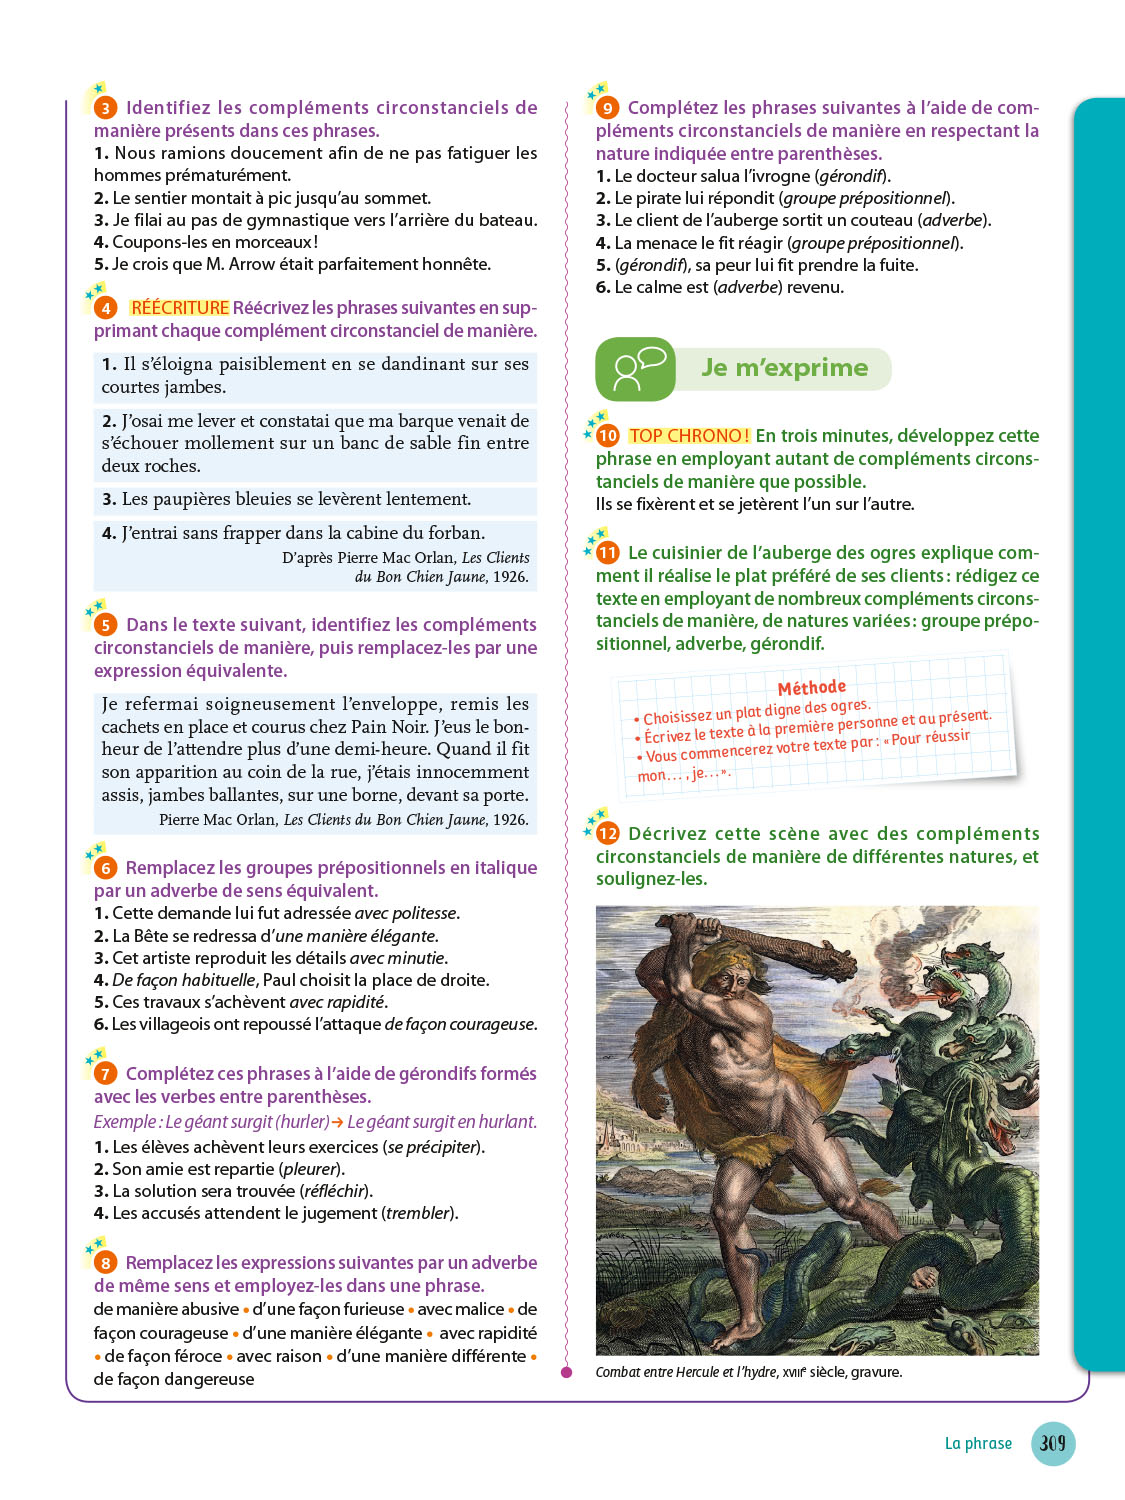 3 Identifiez les compléments circonstanciels de
manière présents dans ces phrases.
1. Nous ramions doucement afin de ne pas fatiguer les
hommes prématurément.
2. Le sentier montait à pic jusqu'au sommet.
3. Je filai au pas de gymnastique vers l'arrière du bateau.
4. Coupons-les en morceaux !
5. Je crois que M. Arrow était parfaitement honnête.
4 RÉÉCRITURE Réécrivez les phrases suivantes en sup-
primant chaque complément circonstanciel de manière.
1. Il s'éloigna paisiblement en se dandinant sur ses
courtes jambes.
2. J'osai me lever et constatai que ma barque venait de
s'échouer mollement sur un banc de sable fin entre
deux roches.
3. Les paupières bleuies se levèrent lentement.
4. J'entrai sans frapper dans la cabine du forban.
D'après Pierre Mac Orlan, Les Clients
du Bon Chien Jaune, 1926.
5 Dans le texte suivant, identifiez les compléments
circonstanciels de manière, puis remplacez-les par une
expression équivalente.
Je refermai soigneusement l'enveloppe, remis les
cachets en place et courus chez Pain Noir. J'eus le bon-
heur de l'attendre plus d'une demi-heure. Quand il fit
son apparition au coin de la rue, j'étais innocemment
assis, jambes ballantes, sur une borne, devant sa porte.
Pierre Mac Orlan, Les Clients du Bon Chien Jaune, 1926.
6 Remplacez les groupes prépositionnels en italique
par un adverbe de sens équivalent.
1. Cette demande lui fut adressée avec politesse.
2. La Bête se redressa d'une manière élégante.
3. Cet artiste reproduit les détails avec minutie.
4. De façon habituelle, Paul choisit la place de droite.
5. Ces travaux s'achèvent avec rapidité.
6. Les villageois ont repoussé l'attaque de façon courageuse.
7 Complétez ces phrases à l'aide de gérondifs formés
avec les verbes entre parenthèses.
Exemple : Le géant surgit (hurler) → Le géant surgit en hurlant.
1. Les élèves achèvent leurs exercices (se précipiter).
2. Son amie est repartie (pleurer).
3. La solution sera trouvée (réfléchir).
4. Les accusés attendent le jugement (trembler).
8 Remplacez les expressions suivantes par un adverbe
de même sens et employez-les dans une phrase.
de manière abusive • d'une façon furieuse • avec malice • de
façon courageuse • d'une manière élégante • avec rapidité
• de façon féroce • avec raison • d'une manière différente •
de façon dangereuse
9 Complétez les phrases suivantes à l'aide de com-
pléments circonstanciels de manière en respectant la
nature indiquée entre parenthèses.
1. Le docteur salua l'ivrogne (gérondif).
2. Le pirate lui répondit (groupe prépositionnel).
3. Le client de l'auberge sortit un couteau (adverbe).
4. La menace le fit réagir (groupe prépositionnel).
5. (gérondif), sa peur lui fit prendre la fuite.
6. Le calme est (adverbe) revenu.
Je m'exprime
10 TOP CHRONO ! En trois minutes, développez cette
phrase en employant autant de compléments circons-
tanciels de manière que possible.
Ils se fixèrent et se jetèrent l'un sur l'autre.
11 Le cuisinier de l'auberge des ogres explique com-
ment il réalise le plat préféré de ses clients : rédigez ce
texte en employant de nombreux compléments circons-
tanciels de manière, de natures variées : groupe prépo-
sitionnel, adverbe, gérondif.
Méthode
• Choisissez un plat digne des ogres.
• Écrivez le texte à la première personne et au présent.
• Vous commencerez votre texte par : « Pour réussir
mon… , je… ».
12 Décrivez cette scène avec des compléments
circonstanciels de manière de différentes natures, et
soulignez-les.
Combat entre Hercule et l'hydre, XVIIIe siècle, gravure.
La phrase 309